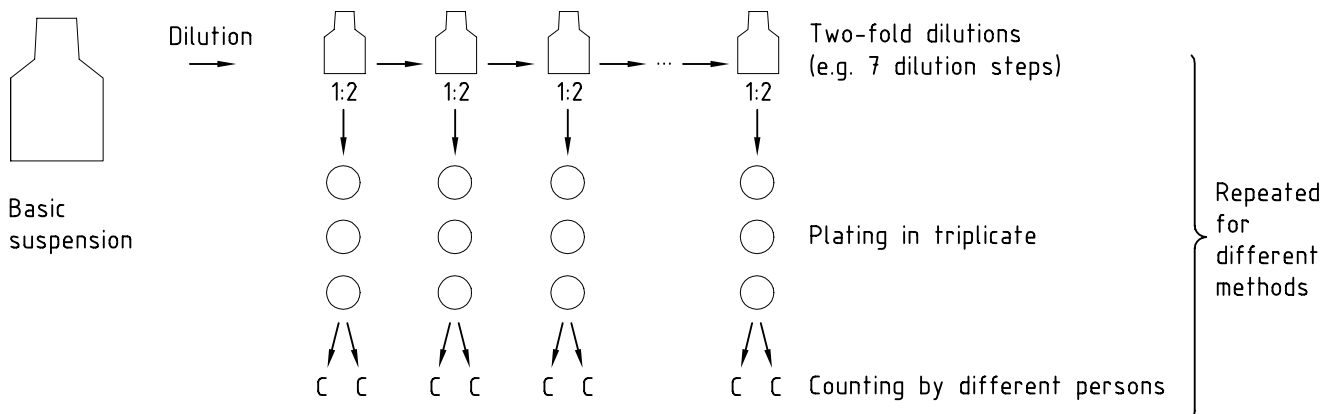 Dilution
Two-fold dilutions
(e.g. 7 dilution steps)
...
1:2 1:2 1:2 1:2
Basic
suspension
Plating in triplicate
Repeated
for
different
methods
C C C C C C C C
Counting by different persons